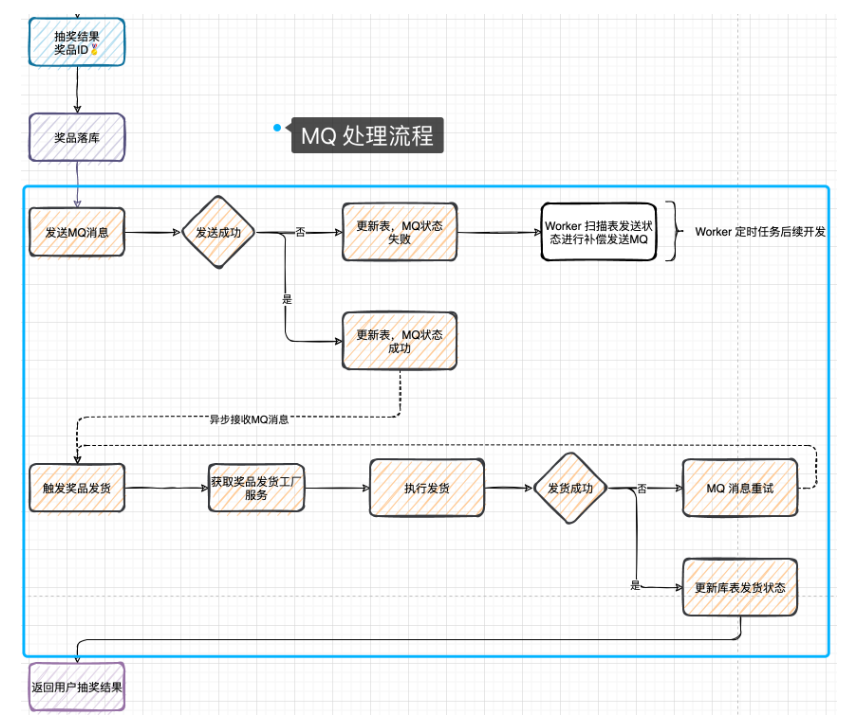 抽奖结果
奖品ID🏅
奖品落库
MQ 处理流程
发送MQ消息
发送成功
否
更新表，MQ状态
失败
Worker 扫描表发送状
态进行补偿发送MQ
Worker 定时任务后续开发
是
更新表，MQ状态
成功
异步接收MQ消息
触发奖品发货
获取奖品发货工厂
服务
执行发货
发货成功
否
MQ 消息重试
是
更新库表发货状态
返回用户抽奖结果